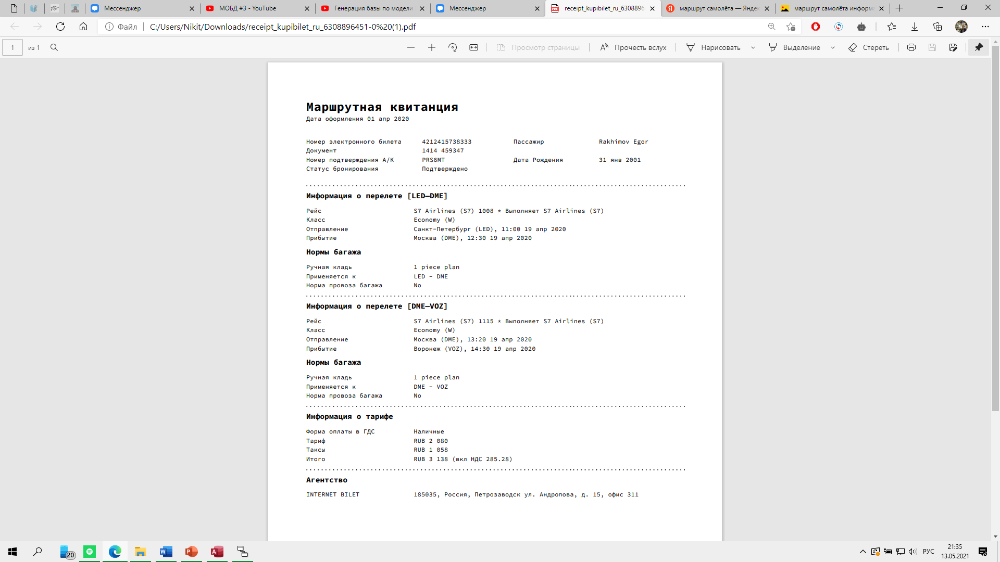 Мессенджер
МОБД #3 - YouTube
Генерация базы по модели
Мессенджер
receipt_kupibilet_ru_6308896
маршрут самолёта — Яндек
маршрут самолёта информа
Файл
C:/Users/Nikit/Downloads/receipt_kupibilet_ru_6308896451-0%20(1).pdf
1
из 1
Просмотр страницы
Прочесть вслух
Нарисовать
Выделение
Стереть
Маршрутная квитанция
Дата оформления 01 апр 2020
Номер электронного билета 4212415738333 Пассажир Rakhimov Egor
Документ 1414 459347
Номер подтверждения А/К PRS6MT Дата Рождения 31 янв 2001
Статус бронирования Подтверждено
Информация о перелете [LED—DME]
Рейс S7 Airlines (S7) 1008 * Выполняет S7 Airlines (S7)
Класс Economy (W)
Отправление Санкт-Петербург (LED), 11:00 19 апр 2020
Прибытие Москва (DME), 12:30 19 апр 2020
Нормы багажа
Ручная кладь 1 piece plan
Применяется к LED - DME
Норма провоза багажа No
Информация о перелете [DME—VOZ]
Рейс S7 Airlines (S7) 1115 * Выполняет S7 Airlines (S7)
Класс Economy (W)
Отправление Москва (DME), 13:20 19 апр 2020
Прибытие Воронеж (VOZ), 14:30 19 апр 2020
Нормы багажа
Ручная кладь 1 piece plan
Применяется к DME - VOZ
Норма провоза багажа No
Информация о тарифе
Форма оплаты в ГДС Наличные
Тариф RUB 2 080
Таксы RUB 1 058
Итого RUB 3 138 (вкл НДС 285.28)
Агентство
INTERNET BILET 185035, Россия, Петрозаводск ул. Андропова, д. 15, офис 311
20
РУС
21:35
13.05.2021